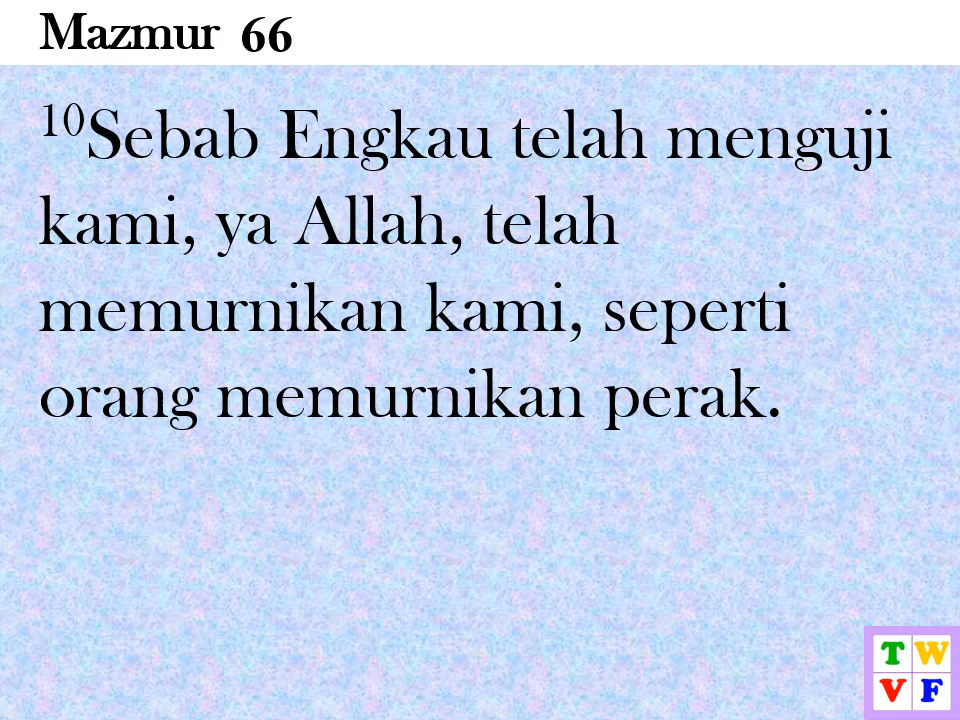 Mazmur 66
10Sebab Engkau telah menguji
kami, ya Allah, telah
memurnikan kami, seperti
orang memurnikan perak.
T W
V F